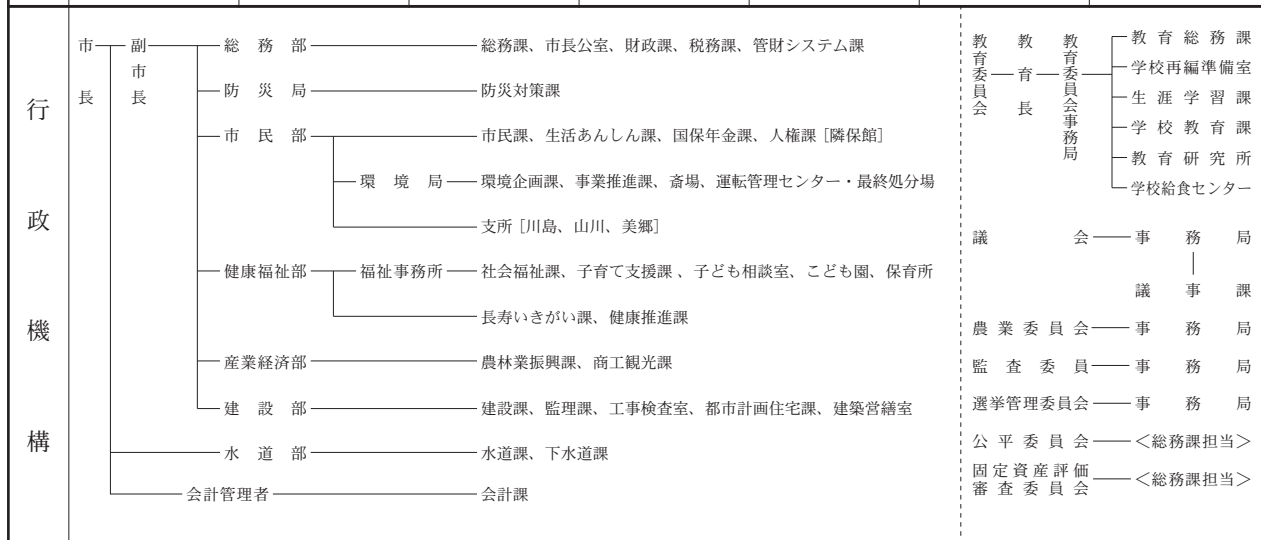 行政機構
市長
副市長
総務部 総務課、市長公室、財政課、税務課、管財システム課
防災局 防災対策課
市民部 市民課、生活あんしん課、国保年金課、人権課［隣保館］
環境局 環境企画課、事業推進課、斎場、運転管理センター・最終処分場
支所［川島、山川、美郷］
健康福祉部 福祉事務所 社会福祉課、子育て支援課、子ども相談室、こども園、保育所
長寿いきがい課、健康推進課
産業経済部 農林業振興課、商工観光課
建設部 建設課、監理課、工事検査室、都市計画住宅課、建築営繕室
水道部 水道課、下水道課
会計管理者 会計課
教育委員会
教育長
教育委員会事務局
教育総務課
学校再編準備室
生涯学習課
学校教育課
教育研究所
学校給食センター
議会 事務局
議事課
農業委員会 事務局
監査委員 事務局
選挙管理委員会 事務局
公平委員会 ＜総務課担当＞
固定資産評価
審査委員会 ＜総務課担当＞